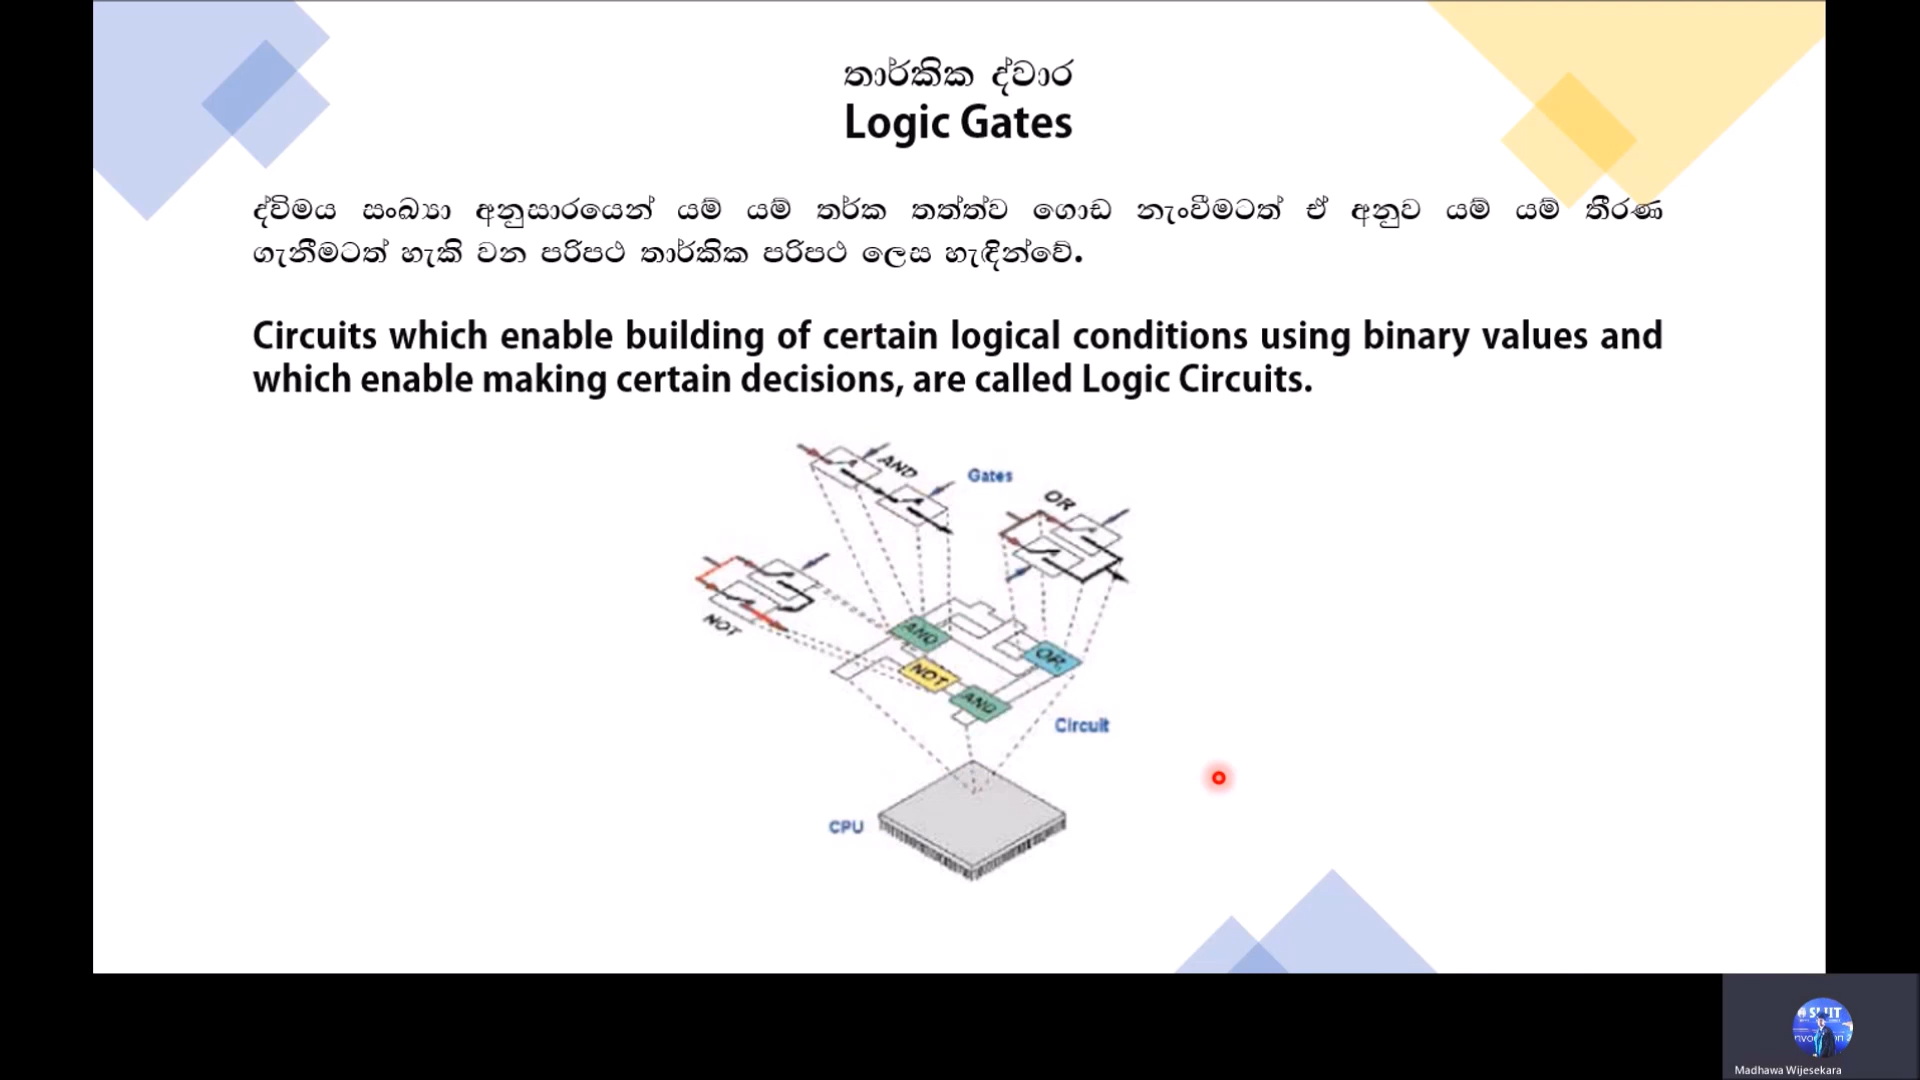 තාර්කික ද්වාර
Logic Gates
ද්විමය සංඛ්‍යා අනුසාරයෙන් යම් යම් තර්ක තත්ත්ව ගොඩ නැංවීමටත් ඒ අනුව යම් යම් තීරණ
ගැනීමටත් හැකි වන පරිපථ තාර්කික පරිපථ ලෙස හැඳින්වේ.
Circuits which enable building of certain logical conditions using binary values and
which enable making certain decisions, are called Logic Circuits.
AND
Gates
OR
NOT
AND
OR
NOT
AND
Circuit
CPU
SLIIT
Madhawa Wijesekara